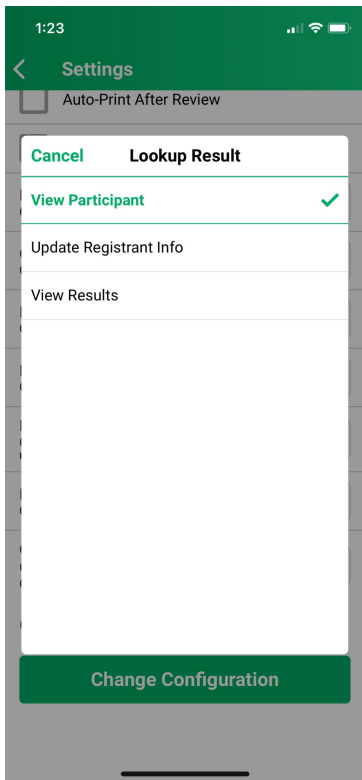 1:23
Settings
Auto-Print After Review
Cancel
Lookup Result
View Participant
Update Registrant Info
View Results
Change Configuration